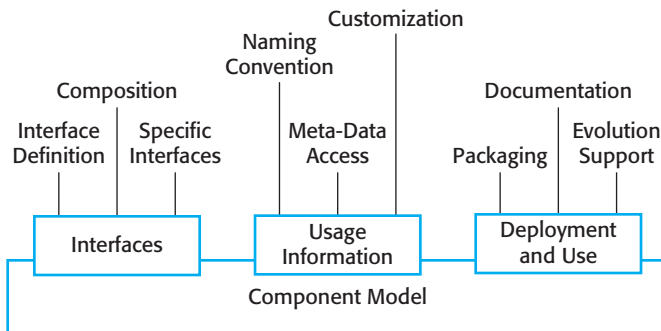 Customization
Naming
Convention
Composition
Documentation
Interface
Definition
Specific
Interfaces
Meta-Data
Access
Packaging
Evolution
Support
Interfaces
Usage
Information
Deployment
and Use
Component Model